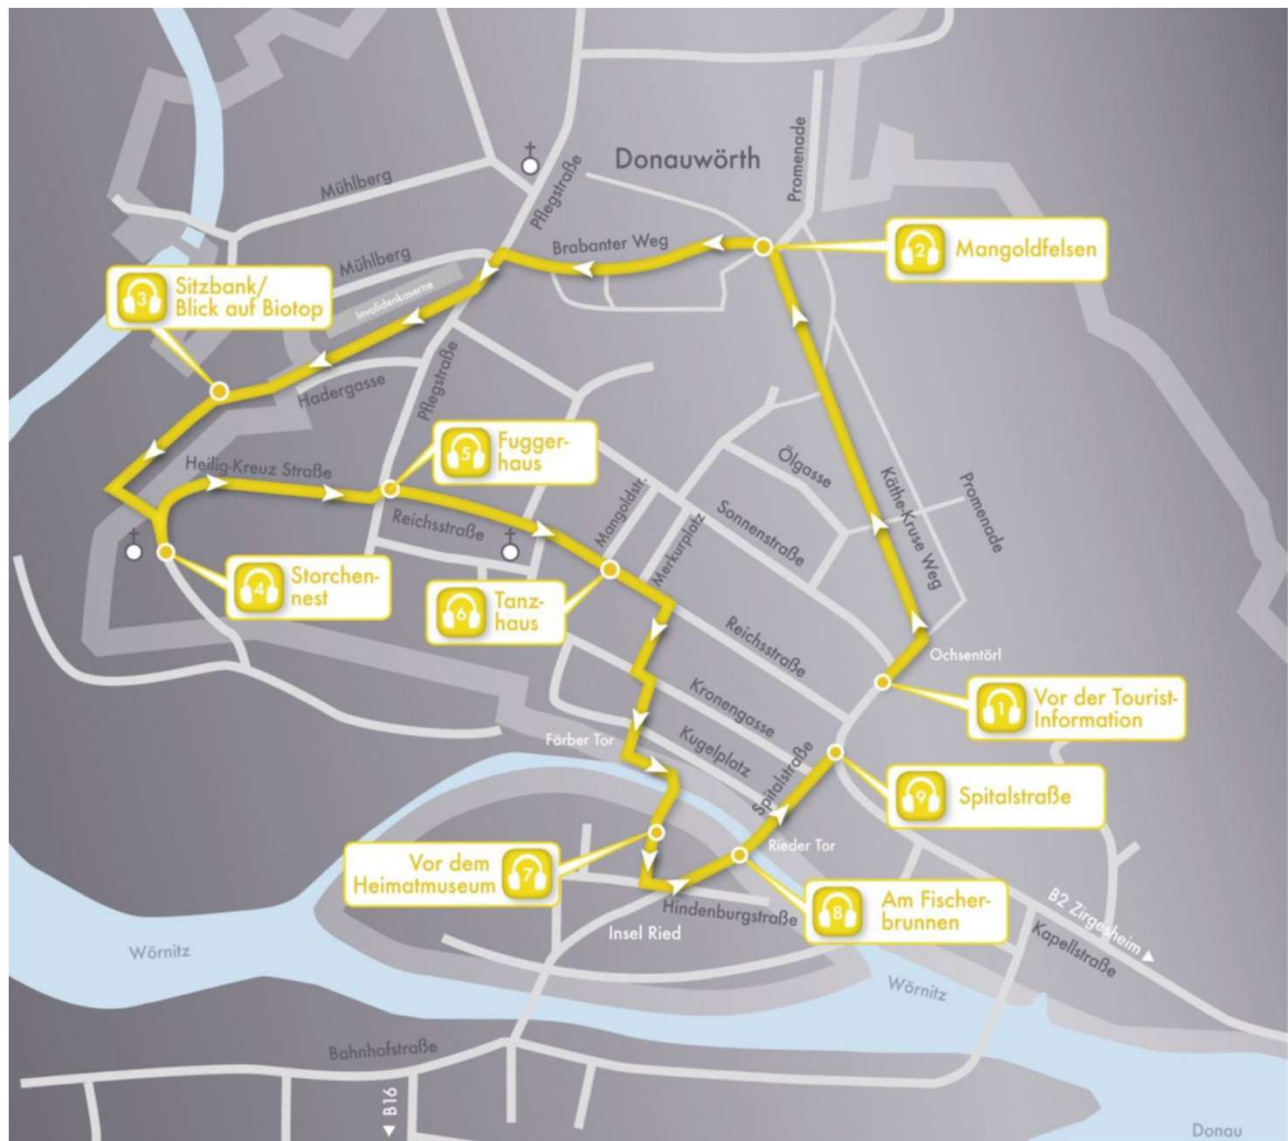 Donauwörth
Promenade
Mühlberg
Pflegstraße
Brabanter Weg
2
Mangoldfelsen
Mühlberg
3
Sitzbank/
Blick auf Biotop
Invalidenkaserne
Hadergasse
Pflegstraße
5
Fugger-
haus
Heilig-Kreuz Straße
Ölgasse
Käthe-Kruse Weg
Promenade
Reichsstraße
Mangoldstr.
Merkurplatz
Sonnenstraße
4
Storchen-
nest
6
Tanz-
haus
Reichsstraße
Ochsentörl
1
Vor der Tourist-
Information
Kronengasse
Färber Tor
Kugelplatz
Spitalstraße
9
Spitalstraße
Rieder Tor
Vor dem
Heimatmuseum
7
Hindenburgstraße
8
Am Fischer-
brunnen
Insel Ried
B2 Zirgesheim
Kapellstraße
Wörnitz
Wörnitz
Bahnhofstraße
B16
Donau